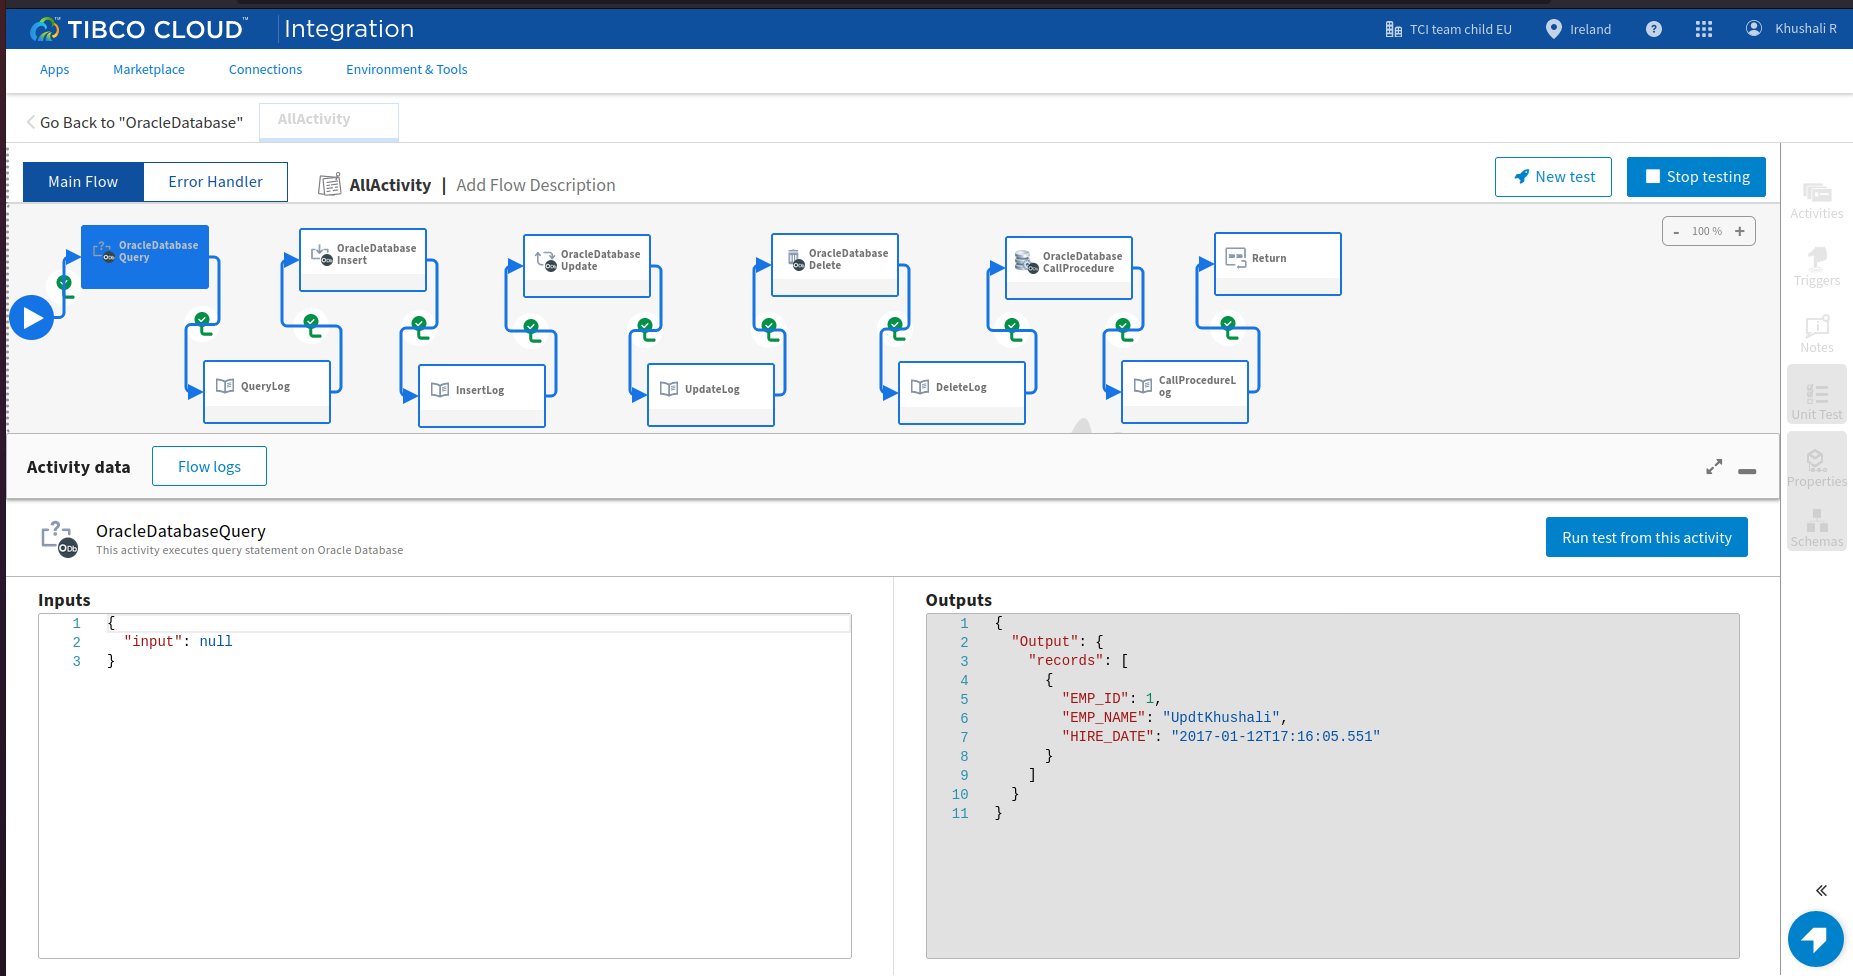 TIBCO CLOUD™ Integration
TCI team child EU
Ireland
?
Khushali R
Apps
Marketplace
Connections
Environment & Tools
Go Back to "OracleDatabase"
AllActivity
Main Flow
Error Handler
AllActivity | Add Flow Description
New test
Stop testing
- 100 % +
OracleDatabase
Query
OracleDatabase
Insert
OracleDatabase
Update
OracleDatabase
Delete
OracleDatabase
CallProcedure
Return
QueryLog
InsertLog
UpdateLog
DeleteLog
CallProcedureL
og
Activities
Triggers
Notes
Unit Test
Properties
Schemas
Activity data
Flow logs
OracleDatabaseQuery
This activity executes query statement on Oracle Database
Run test from this activity
Inputs
1 {
2 "input": null
3 }
Outputs
1 {
2 "Output": {
3 "records": [
4 {
5 "EMP_ID": 1,
6 "EMP_NAME": "UpdtKhushali",
7 "HIRE_DATE": "2017-01-12T17:16:05.551"
8 }
9 ]
10 }
11 }